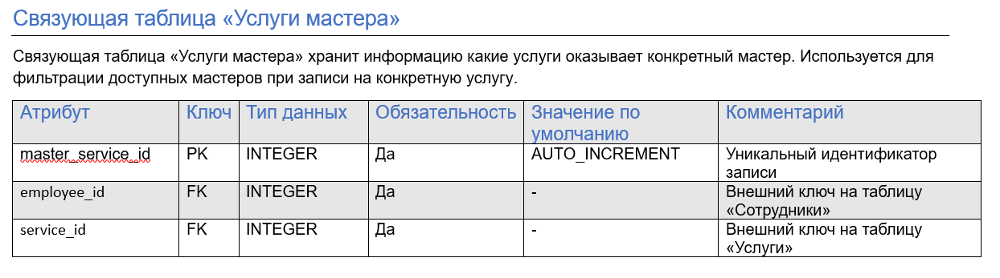 Связующая таблица «Услуги мастера»
Связующая таблица «Услуги мастера» хранит информацию какие услуги оказывает конкретный мастер. Используется для
фильтрации доступных мастеров при записи на конкретную услугу.
Атрибут Ключ Тип данных Обязательность Значение по умолчанию Комментарий
master_service_id PK INTEGER Да AUTO_INCREMENT Уникальный идентификатор записи
employee_id FK INTEGER Да - Внешний ключ на таблицу «Сотрудники»
service_id FK INTEGER Да - Внешний ключ на таблицу «Услуги»